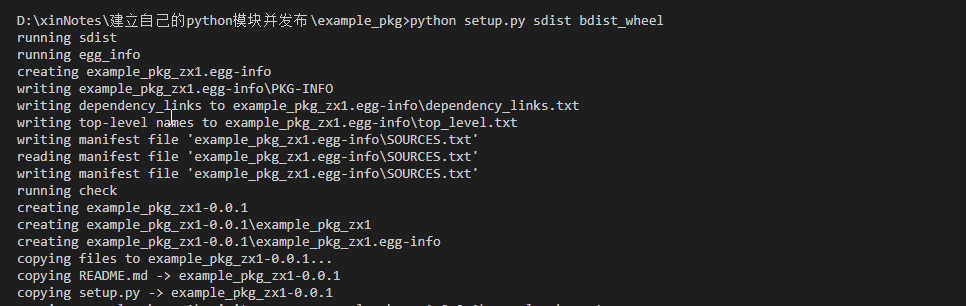 D:\xinNotes\建立自己的python模块并发布\example_pkg>python setup.py sdist bdist_wheel
running sdist
running egg_info
creating example_pkg_zx1.egg-info
writing example_pkg_zx1.egg-info\PKG-INFO
writing dependency_links to example_pkg_zx1.egg-info\dependency_links.txt
writing top-level names to example_pkg_zx1.egg-info\top_level.txt
writing manifest file 'example_pkg_zx1.egg-info\SOURCES.txt'
reading manifest file 'example_pkg_zx1.egg-info\SOURCES.txt'
writing manifest file 'example_pkg_zx1.egg-info\SOURCES.txt'
running check
creating example_pkg_zx1-0.0.1
creating example_pkg_zx1-0.0.1\example_pkg_zx1
creating example_pkg_zx1-0.0.1\example_pkg_zx1.egg-info
copying files to example_pkg_zx1-0.0.1...
copying README.md -> example_pkg_zx1-0.0.1
copying setup.py -> example_pkg_zx1-0.0.1